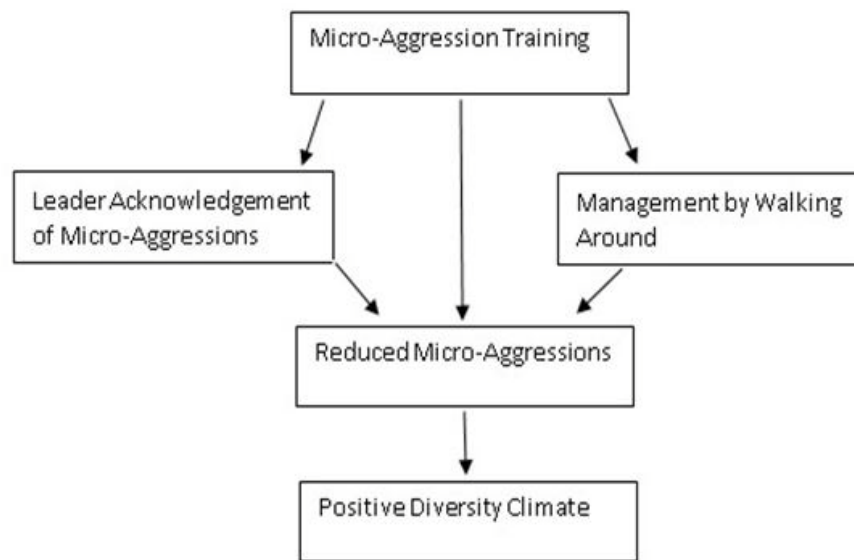 Micro-Aggression Training
Leader Acknowledgement
of Micro-Aggressions
Management by Walking
Around
Reduced Micro-Aggressions
Positive Diversity Climate